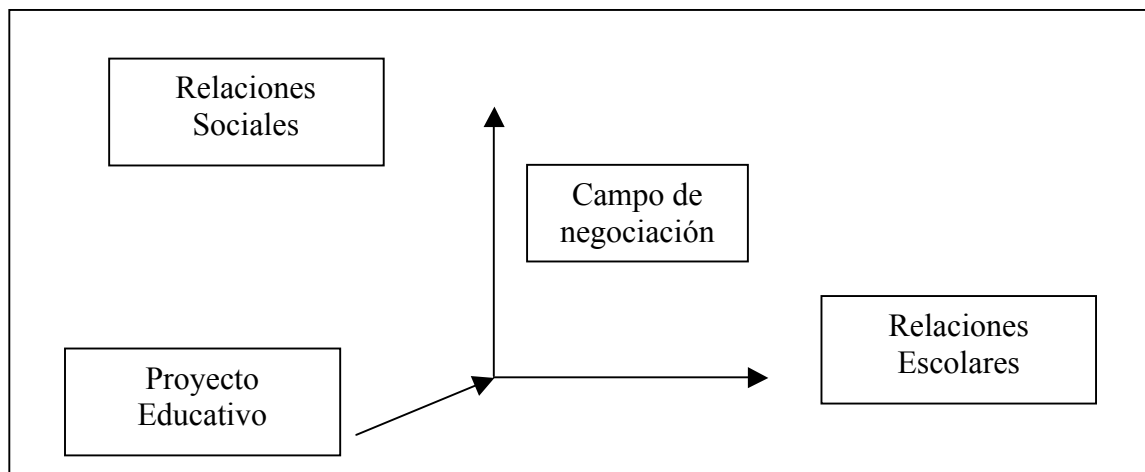 Relaciones
Sociales
Campo de
negociación
Relaciones
Escolares
Proyecto
Educativo